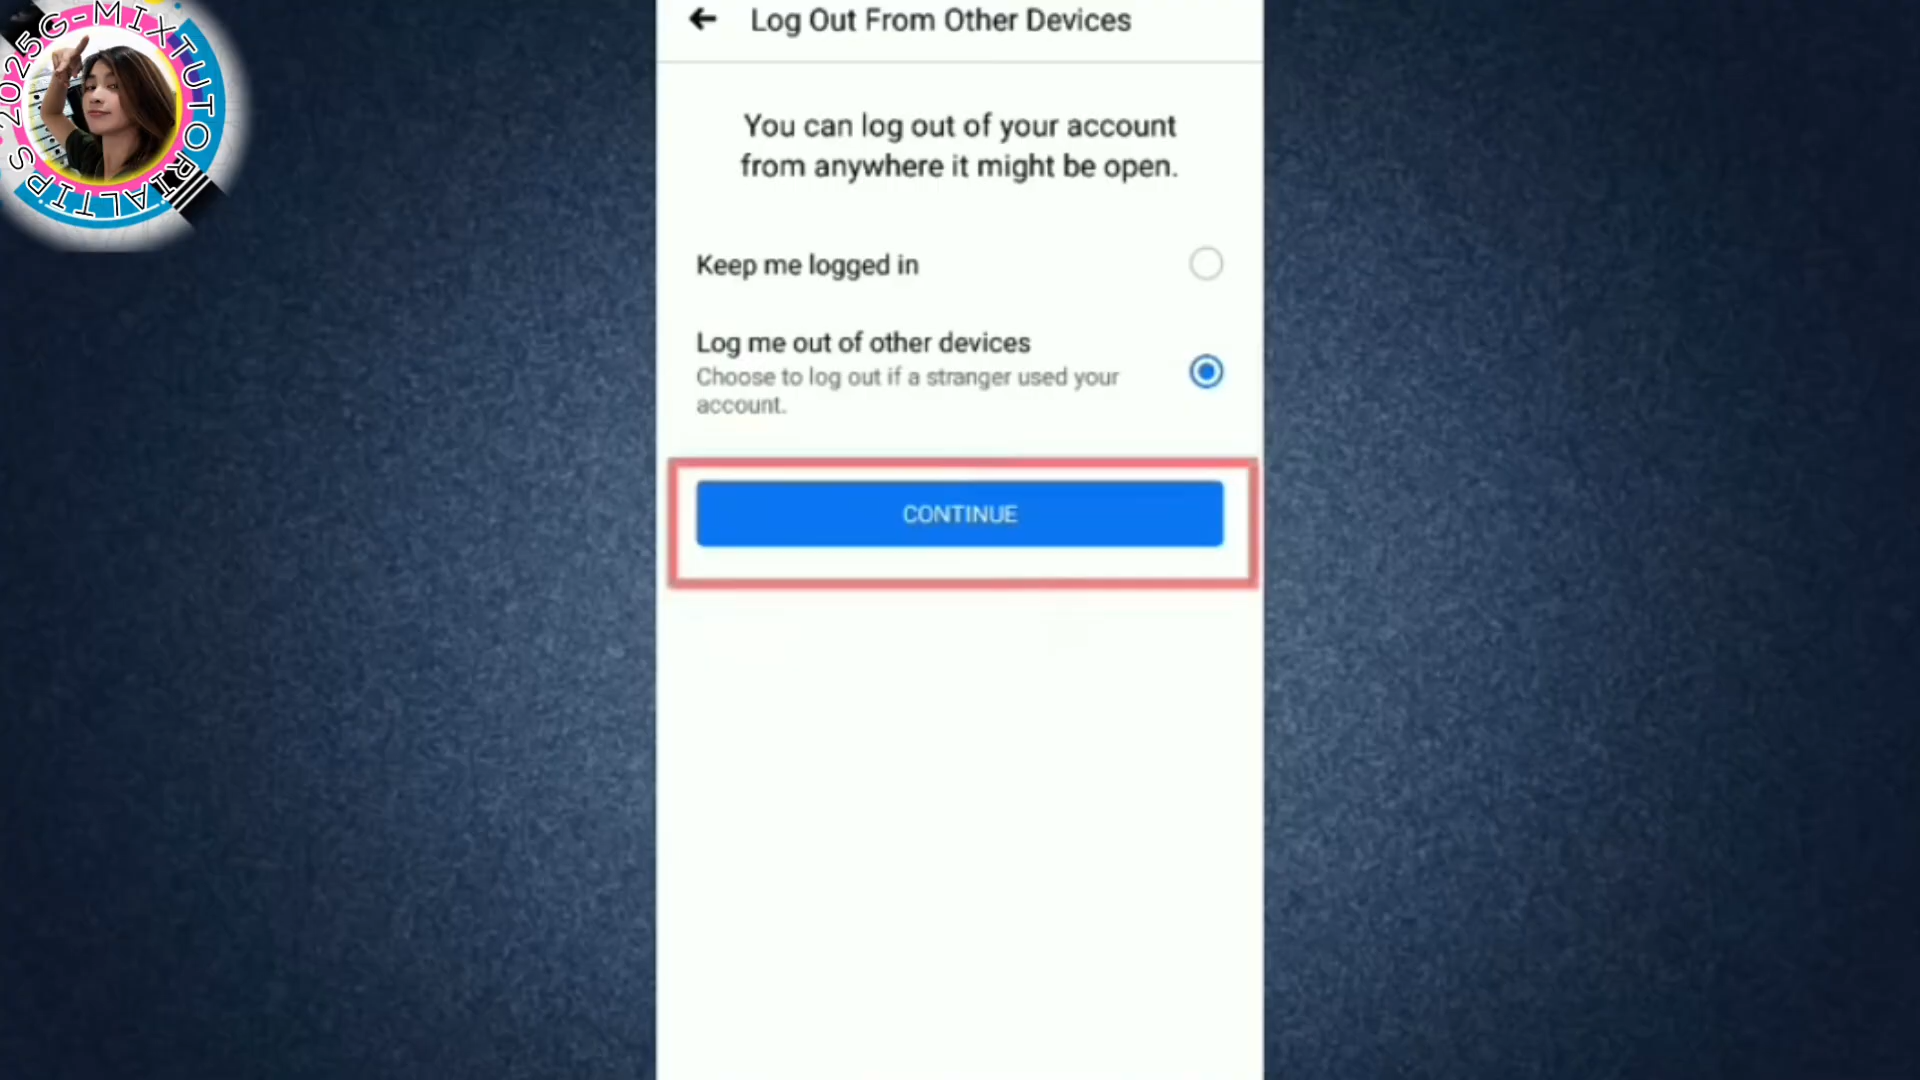 2025G-MIXTUTORIALTIPS
Log Out From Other Devices
You can log out of your account
from anywhere it might be open.
Keep me logged in
Log me out of other devices
Choose to log out if a stranger used your
account.
CONTINUE